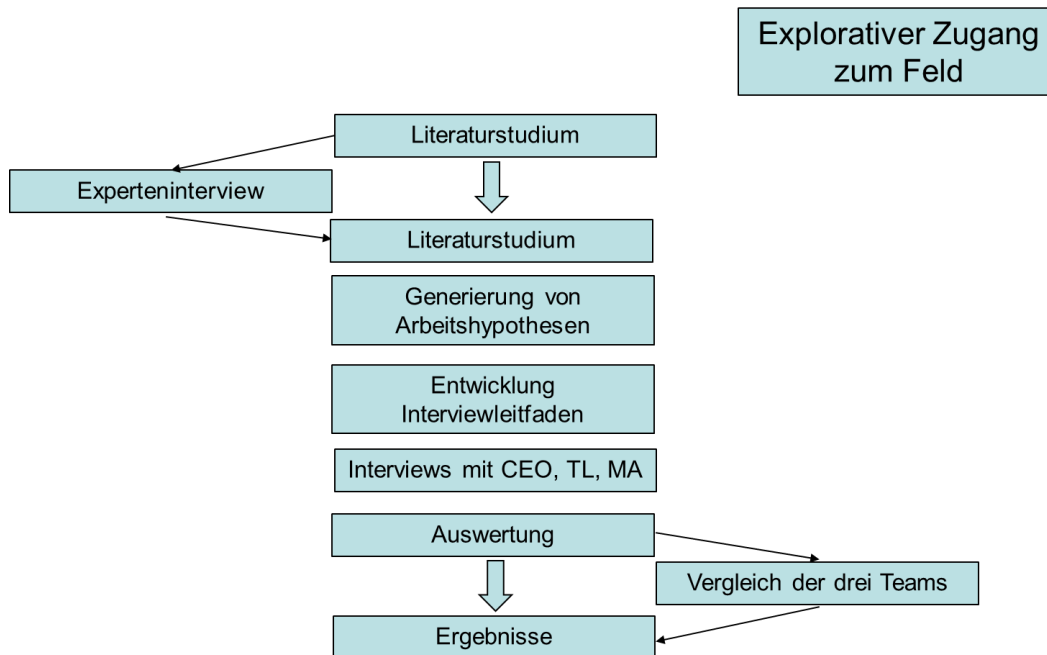 Explorativer Zugang
zum Feld
Literaturstudium
Experteninterview
Literaturstudium
Generierung von
Arbeitshypothesen
Entwicklung
Interviewleitfaden
Interviews mit CEO, TL, MA
Auswertung
Vergleich der drei Teams
Ergebnisse